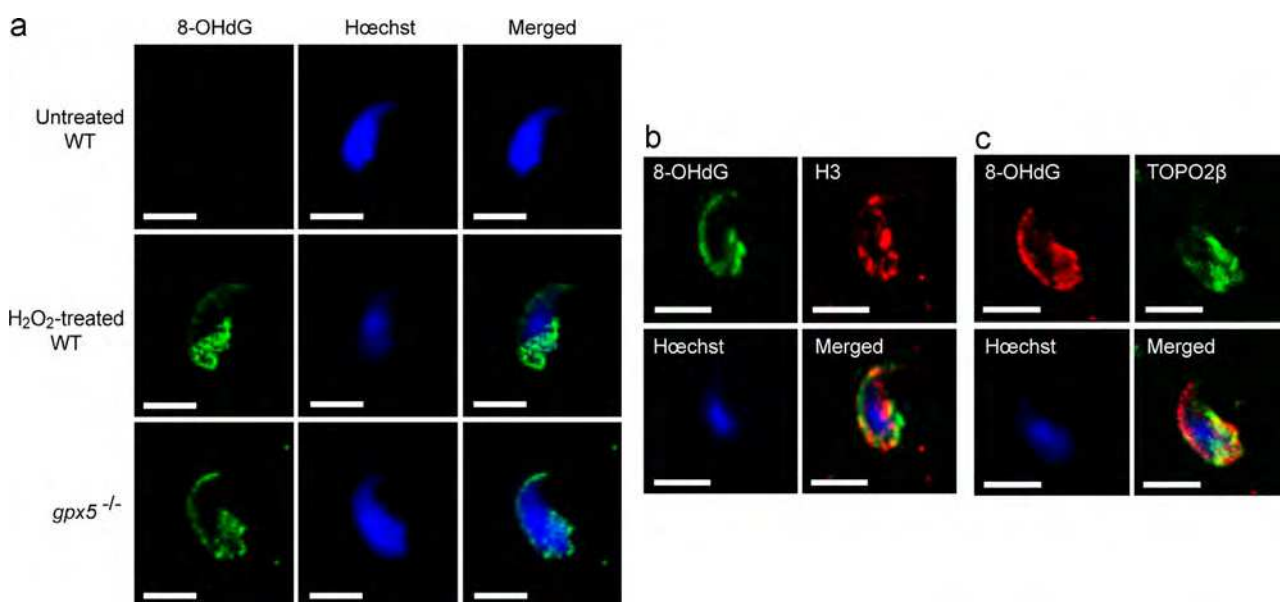 a
8-OHdG Hœchst Merged
Untreated
WT
H₂O₂-treated
WT
gpx5 -/-
b
8-OHdG H3
Hœchst Merged
c
8-OHdG TOPO2β
Hœchst Merged